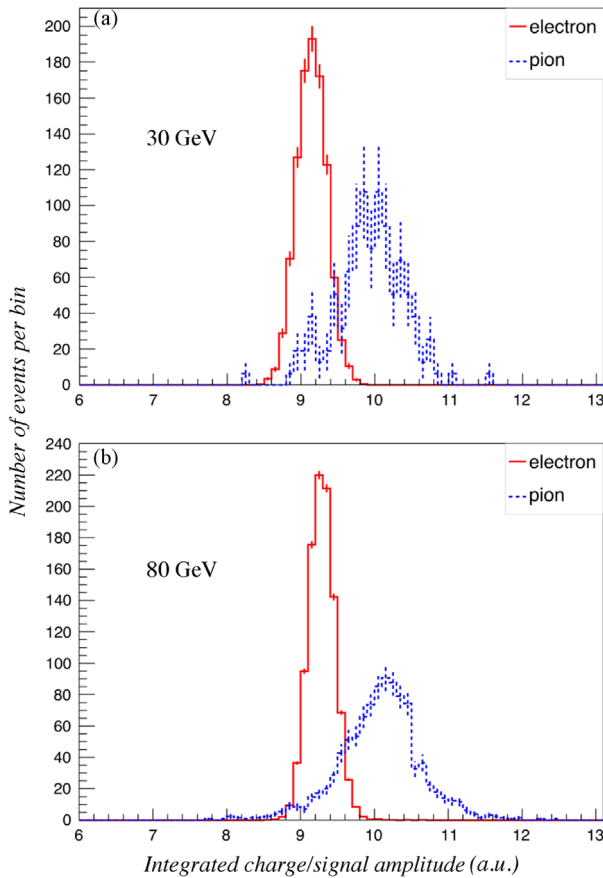 (a)
electron
pion
30 GeV
200
180
160
140
120
100
80
60
40
20
0
6 7 8 9 10 11 12 13
Number of events per bin
(b)
electron
pion
80 GeV
240
220
200
180
160
140
120
100
80
60
40
20
0
6 7 8 9 10 11 12 13
Integrated charge/signal amplitude (a.u.)